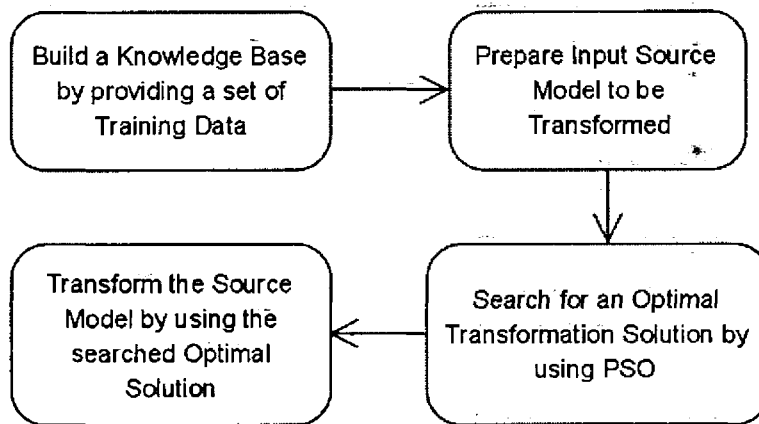 Build a Knowledge Base
by providing a set of
Training Data
Prepare Input Source
Model to be
Transformed
Search for an Optimal
Transformation Solution by
using PSO
Transform the Source
Model by using the
searched Optimal
Solution